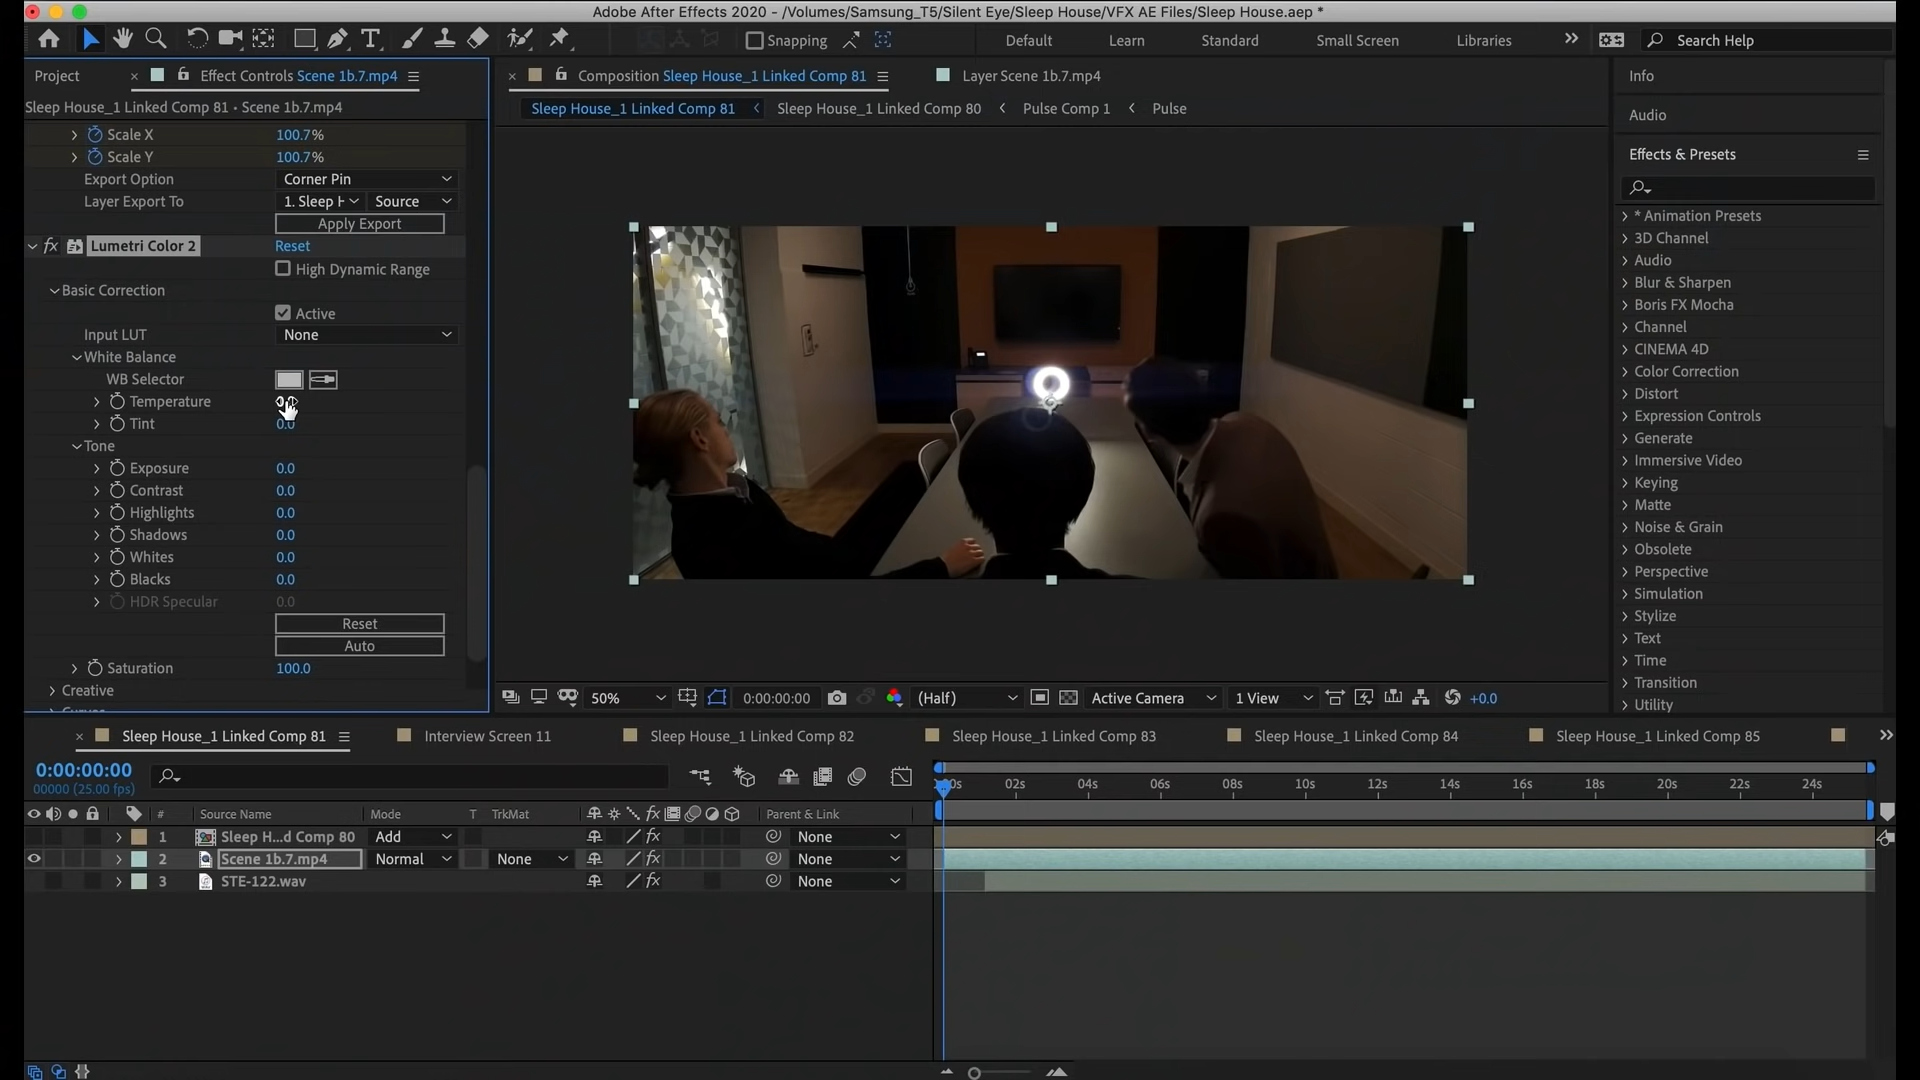 Adobe After Effects 2020 - /Volumes/Samsung_T5/Silent Eye/Sleep House/VFX AE Files/Sleep House.aep *
Snapping
Default
Learn
Standard
Small Screen
Libraries
Search Help
Project
Effect Controls Scene 1b.7.mp4
Sleep House_1 Linked Comp 81 • Scene 1b.7.mp4
Scale X 100.7%
Scale Y 100.7%
Export Option Corner Pin
Layer Export To 1. Sleep H Source
Apply Export
fx Lumetri Color 2 Reset
High Dynamic Range
Basic Correction
Active
Input LUT None
White Balance
WB Selector
Temperature
Tint 0.0
Tone
Exposure 0.0
Contrast 0.0
Highlights 0.0
Shadows 0.0
Whites 0.0
Blacks 0.0
HDR Specular 0.0
Reset
Auto
Saturation 100.0
Creative
Curves
Composition Sleep House_1 Linked Comp 81
Layer Scene 1b.7.mp4
Sleep House_1 Linked Comp 81 Sleep House_1 Linked Comp 80 Pulse Comp 1 Pulse
50% 0:00:00:00 (Half) Active Camera 1 View +0.0
Info
Audio
Effects & Presets
* Animation Presets
3D Channel
Audio
Blur & Sharpen
Boris FX Mocha
Channel
CINEMA 4D
Color Correction
Distort
Expression Controls
Generate
Immersive Video
Keying
Matte
Noise & Grain
Obsolete
Perspective
Simulation
Stylize
Text
Time
Transition
Utility
Sleep House_1 Linked Comp 81 Interview Screen 11 Sleep House_1 Linked Comp 82 Sleep House_1 Linked Comp 83 Sleep House_1 Linked Comp 84 Sleep House_1 Linked Comp 85
0:00:00:00
00000 (25.00 fps)
02s 04s 06s 08s 10s 12s 14s 16s 18s 20s 22s 24s
# Source Name Mode T TrkMat fx Parent & Link
1 Sleep H...d Comp 80 Add fx None
2 Scene 1b.7.mp4 Normal None fx None
3 STE-122.wav fx None